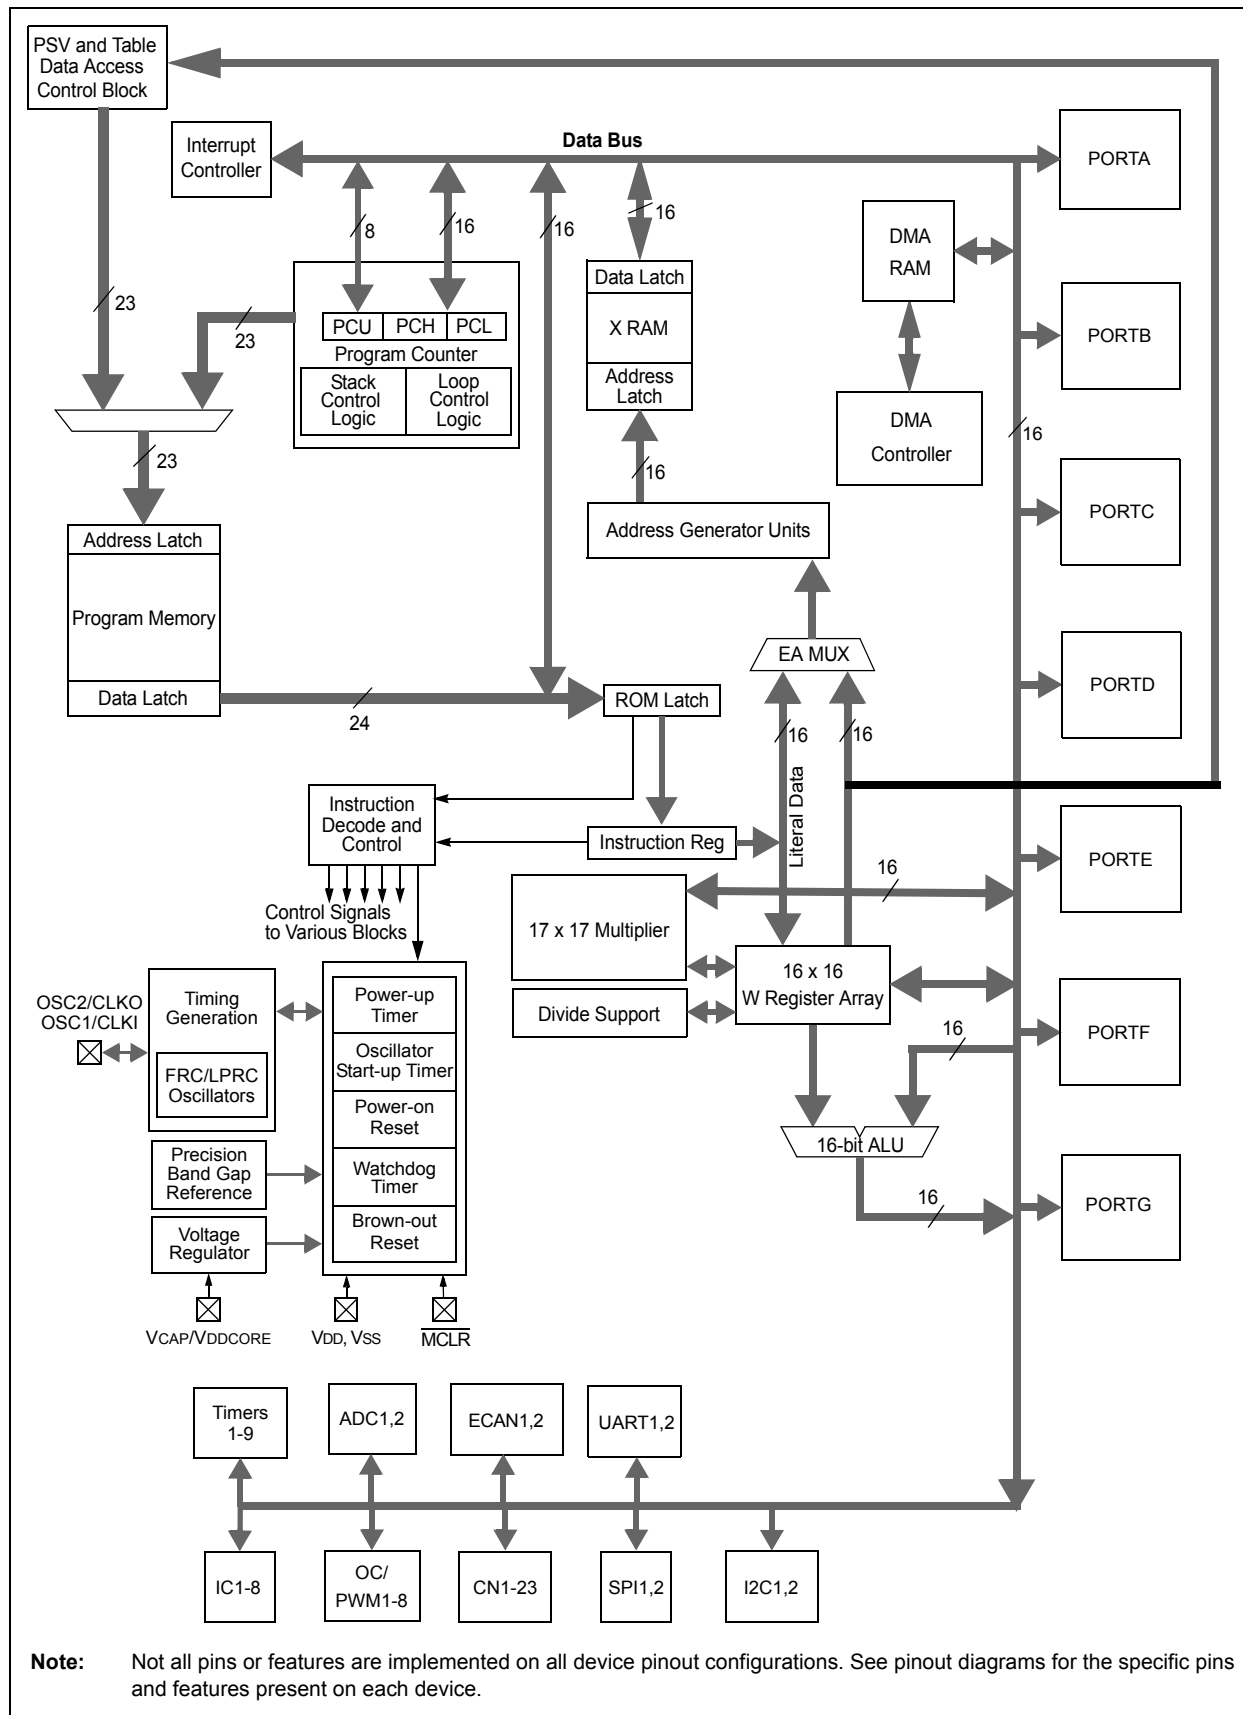 PSV and Table
Data Access
Control Block
Interrupt
Controller
Data Bus
PORTA
8
16
16
16
DMA
RAM
23
23
Data Latch
X RAM
Address
Latch
PCU
PCH
PCL
Program Counter
Stack
Control
Logic
Loop
Control
Logic
PORTB
DMA
Controller
16
23
16
Address Latch
Program Memory
Data Latch
Address Generator Units
PORTC
EA MUX
PORTD
24
ROM Latch
16
16
Literal Data
Instruction
Decode and
Control
Instruction Reg
PORTE
Control Signals
to Various Blocks
17 x 17 Multiplier
16
16 x 16
W Register Array
Divide Support
OSC2/CLKO
OSC1/CLKI
Timing
Generation
FRC/LPRC
Oscillators
Power-up
Timer
Oscillator
Start-up Timer
Power-on
Reset
Watchdog
Timer
Brown-out
Reset
16
PORTF
16-bit ALU
Precision
Band Gap
Reference
Voltage
Regulator
16
PORTG
VCAP/VDDCORE
VDD, VSS
MCLR
Timers
1-9
ADC1,2
ECAN1,2
UART1,2
IC1-8
OC/
PWM1-8
CN1-23
SPI1,2
I2C1,2
Note: Not all pins or features are implemented on all device pinout configurations. See pinout diagrams for the specific pins
and features present on each device.